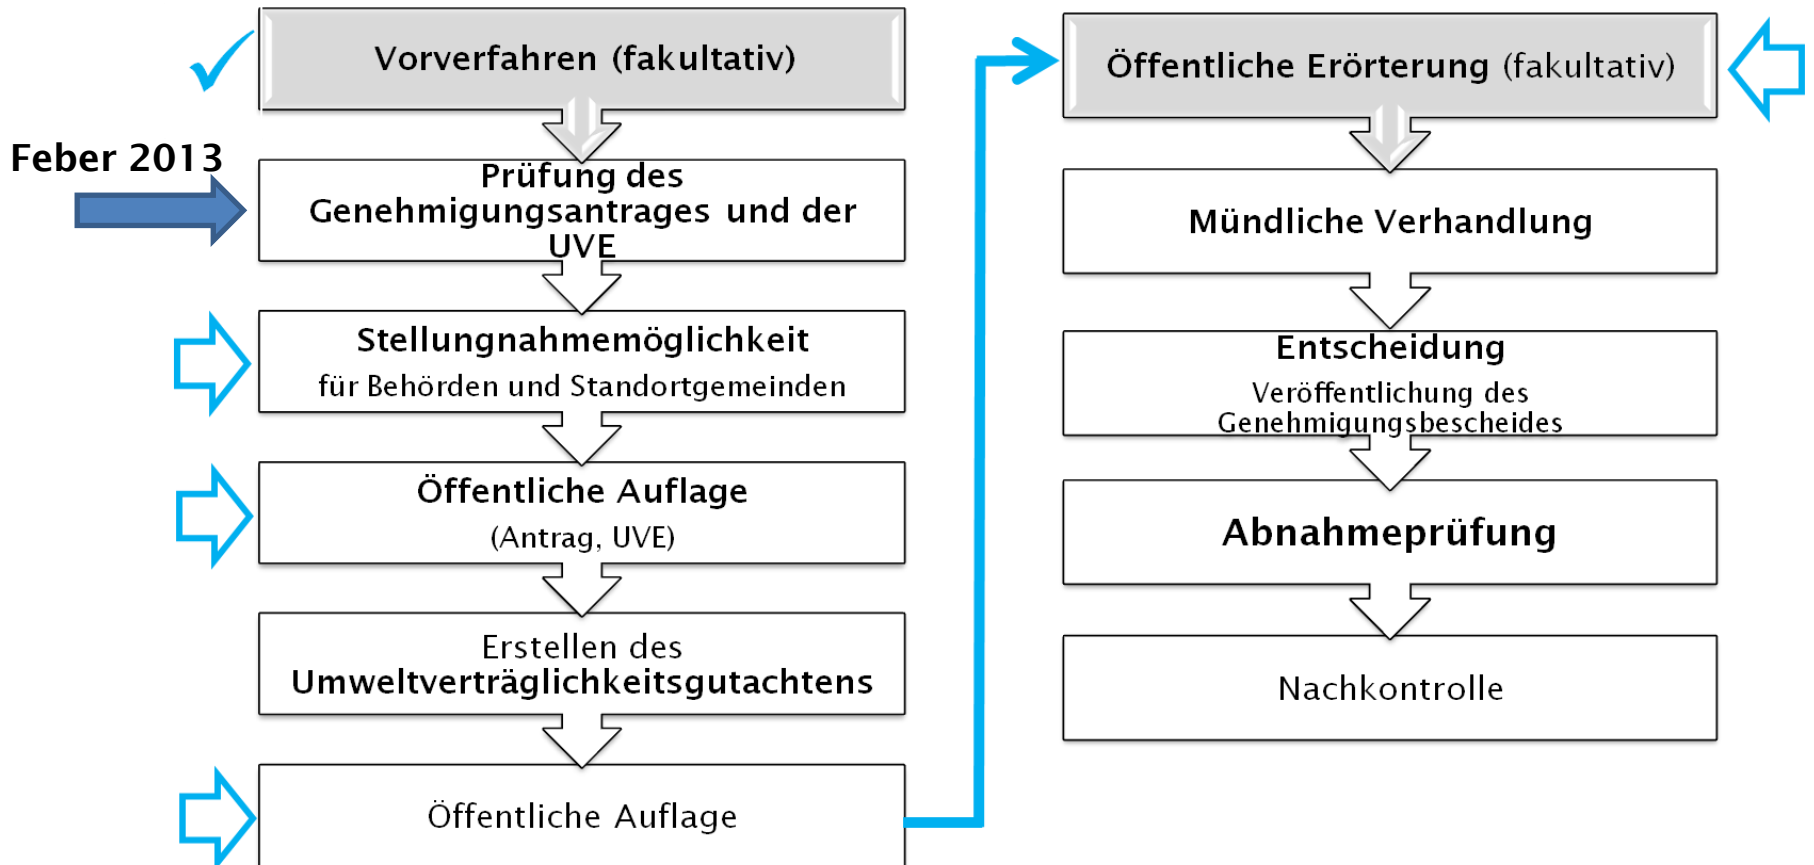 Vorverfahren (fakultativ)
Feber 2013
Prüfung des
Genehmigungsantrages und der
UVE
Stellungnahmemöglichkeit
für Behörden und Standortgemeinden
Öffentliche Auflage
(Antrag, UVE)
Erstellen des
Umweltverträglichkeitsgutachtens
Öffentliche Auflage
Öffentliche Erörterung (fakultativ)
Mündliche Verhandlung
Entscheidung
Veröffentlichung des
Genehmigungsbescheides
Abnahmeprüfung
Nachkontrolle